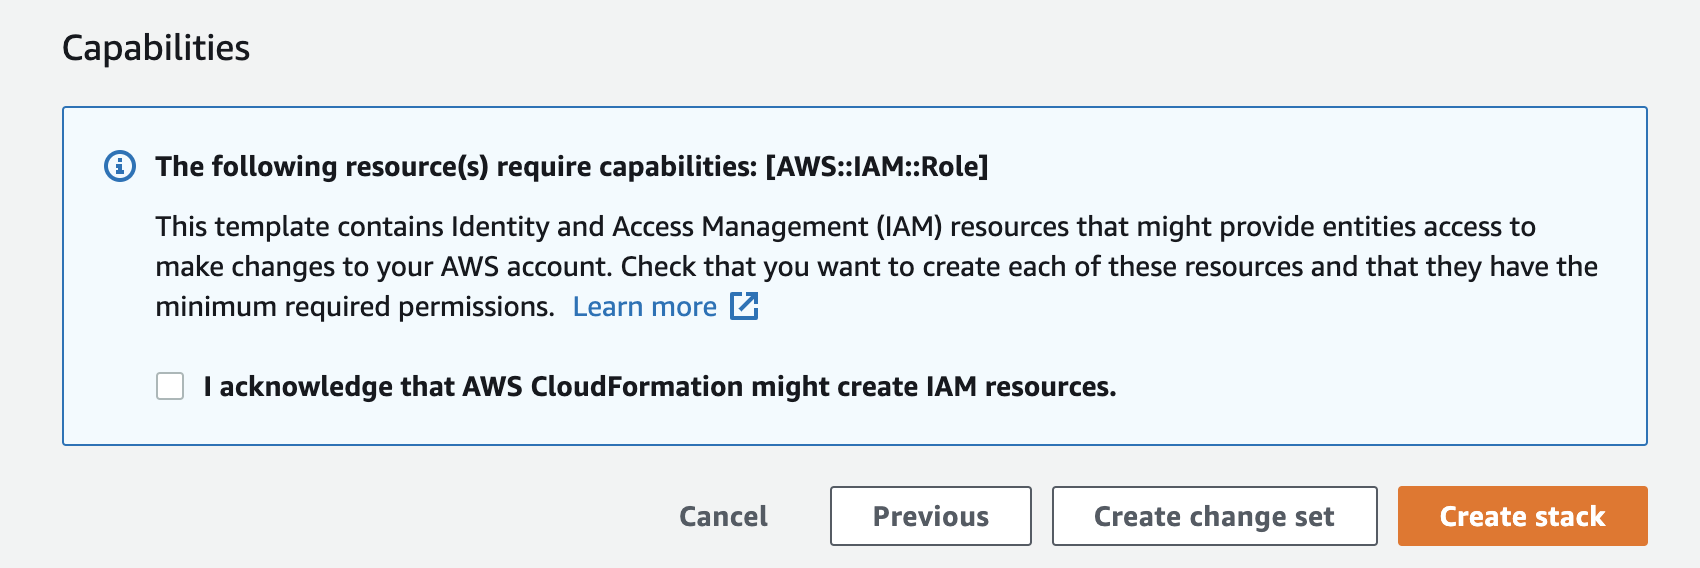 Capabilities
The following resource(s) require capabilities: [AWS::IAM::Role]
This template contains Identity and Access Management (IAM) resources that might provide entities access to
make changes to your AWS account. Check that you want to create each of these resources and that they have the
minimum required permissions. Learn more
I acknowledge that AWS CloudFormation might create IAM resources.
Cancel Previous Create change set Create stack